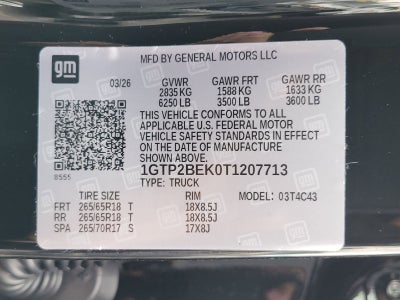 gm
MFD BY GENERAL MOTORS LLC
03/26 GVWR GAWR FRT GAWR RR
2835 KG 1588 KG 1633 KG
6250 LB 3500 LB 3600 LB
THIS VEHICLE CONFORMS TO ALL
APPLICABLE U.S. FEDERAL MOTOR
VEHICLE SAFETY STANDARDS IN EFFECT
ON THE DATE OF MANUFACTURE
SHOWN ABOVE.
8555 1GTP2BEK0T1207713
TYPE: TRUCK
TIRE SIZE RIM MODEL: 03T4C43
FRT 265/65R18 T 18X8.5J
RR 265/65R18 T 18X8.5J
SPA 265/70R17 S 17X8J